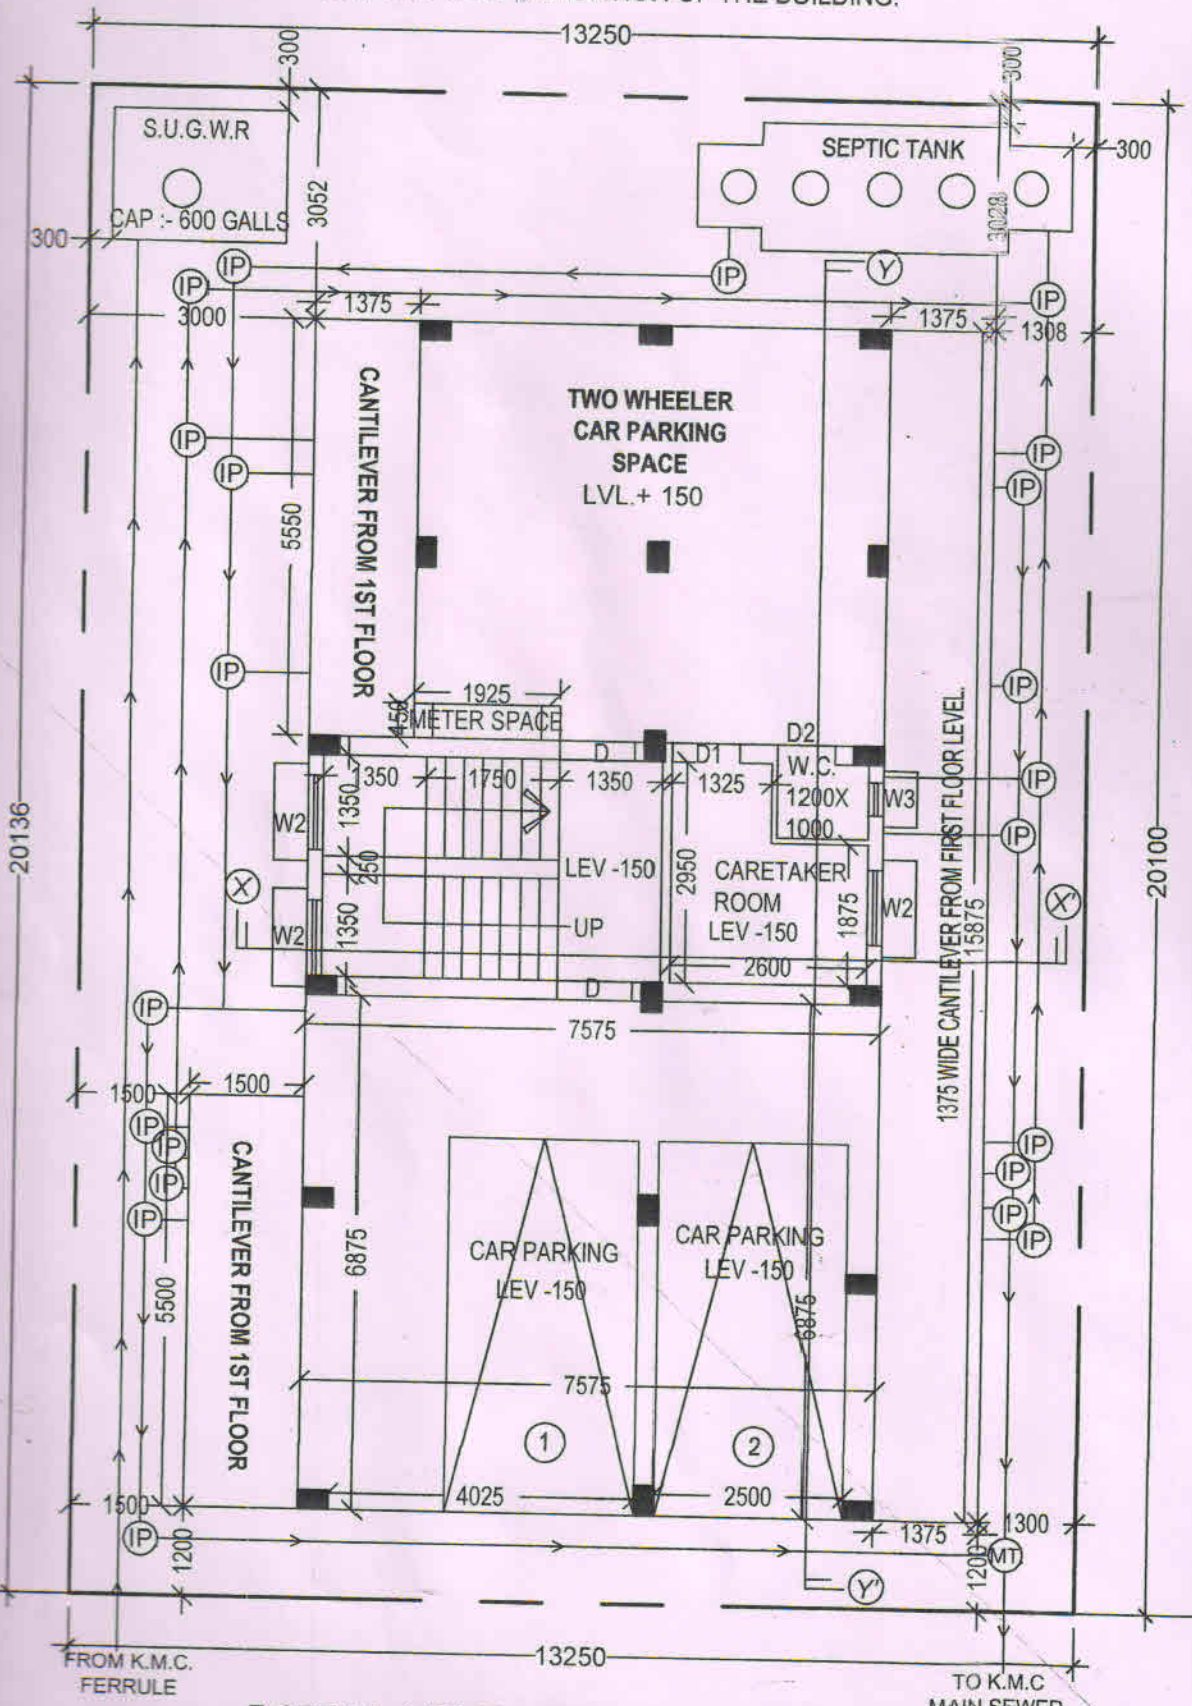 THE BUILDING.
13250
300
300
S.U.G.W.R
CAP :- 600 GALLS
3052
SEPTIC TANK
300
3028
300
IP
IP
IP
IP
Y
3000
1375
1375
1308
CANTILEVER FROM 1ST FLOOR
TWO WHEELER
CAR PARKING
SPACE
LVL.+ 150
IP
IP
IP
IP
5550
IP
IP
1925
450
METER SPACE
D
D1
D2
1350
1750
1350
1325
W.C.
1200X
1000
W3
IP
IP
W2
1350
250
1350
LEV -150
2950
CARETAKER
ROOM
LEV -150
1875
W2
X
X'
W2
UP
2600
D
20136
20100
1375 WIDE CANTILEVER FROM FIRST FLOOR LEVEL.
15875
IP
7575
1500
1500
IP
IP
IP
IP
IP
IP
IP
IP
CANTILEVER FROM 1ST FLOOR
5500
6875
CAR PARKING
LEV -150
CAR PARKING
LEV -150
6875
7575
1
2
1500
4025
2500
1375
1300
IP
1200
1200
MT
Y'
13250
FROM K.M.C.
FERRULE
TO K.M.C
MAIN SEWER